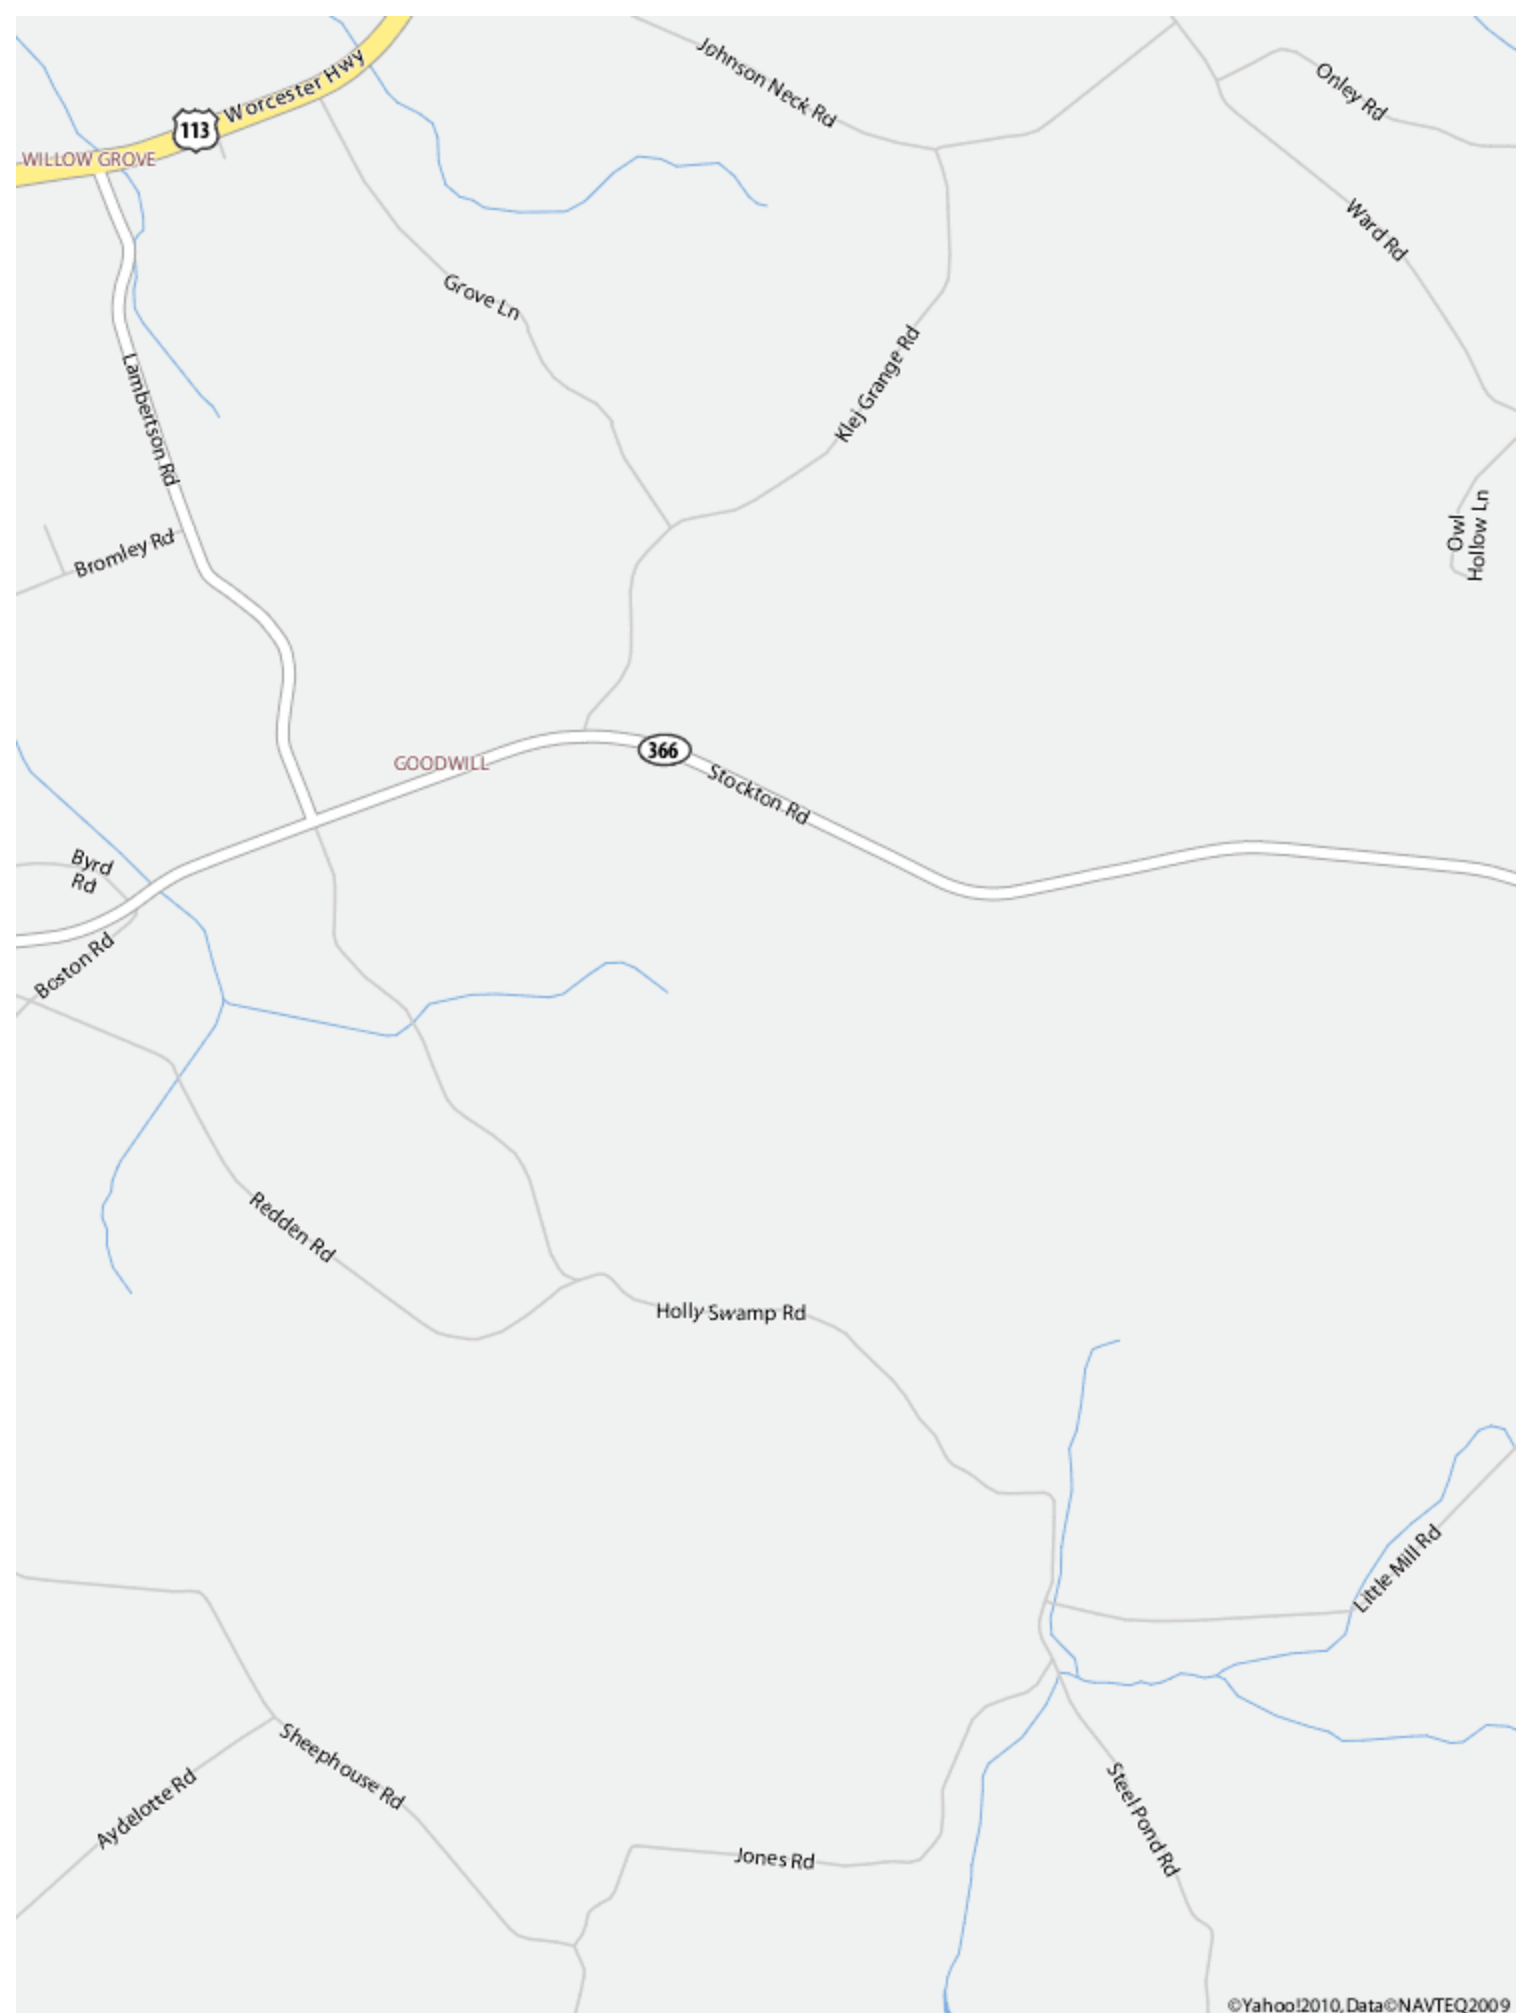 Johnson Neck Rd
Onley Rd
Worcester Hwy
113
WILLOW GROVE
Ward Rd
Grove Ln
Klej Grange Rd
Lambertson Rd
Owl
Hollow Ln
Bromley Rd
366
GOODWILL
Stockton Rd
Byrd
Rd
Boston Rd
Redden Rd
Holly Swamp Rd
Little Mill Rd
Sheephouse Rd
Aydelotte Rd
Steel Pond Rd
Jones Rd
©Yahoo!2010, Data©NAVTEQ2009